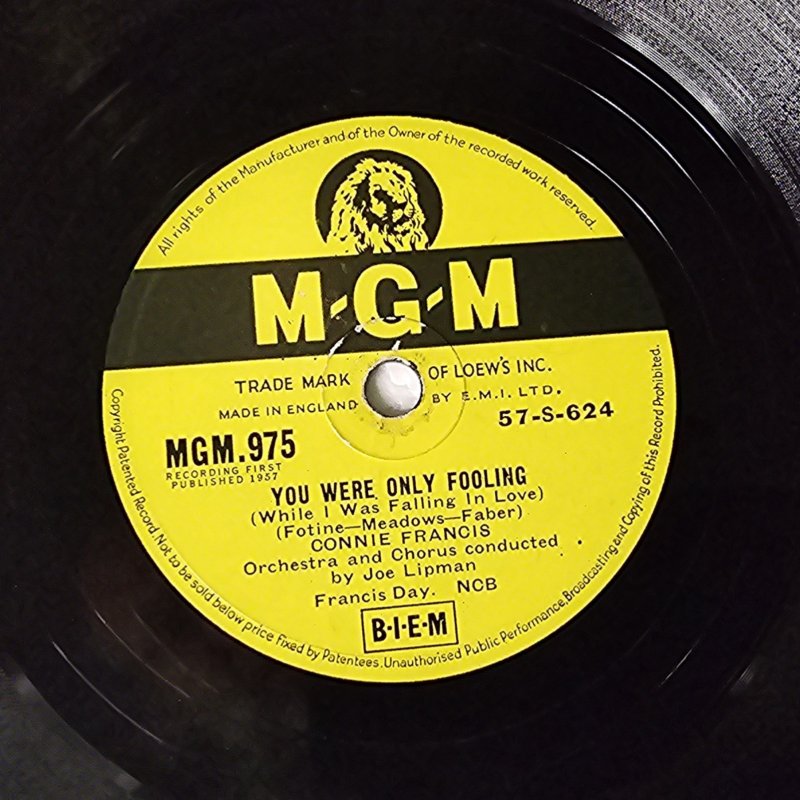 All rights of the Manufacturer and of the Owner of the recorded work reserved.
M-G-M
TRADE MARK OF LOEW'S INC.
MADE IN ENGLAND BY E.M.I. LTD.
57-S-624
MGM.975
RECORDING FIRST
PUBLISHED 1957
YOU WERE ONLY FOOLING
(While I Was Falling In Love)
(Fotine—Meadows—Faber)
CONNIE FRANCIS
Orchestra and Chorus conducted
by Joe Lipman
Francis Day. NCB
B·I·E·M
Copyright Patented Record. Not to be sold below price fixed by Patentees. Unauthorised Public Performance, Broadcasting and Copying of this Record Prohibited.